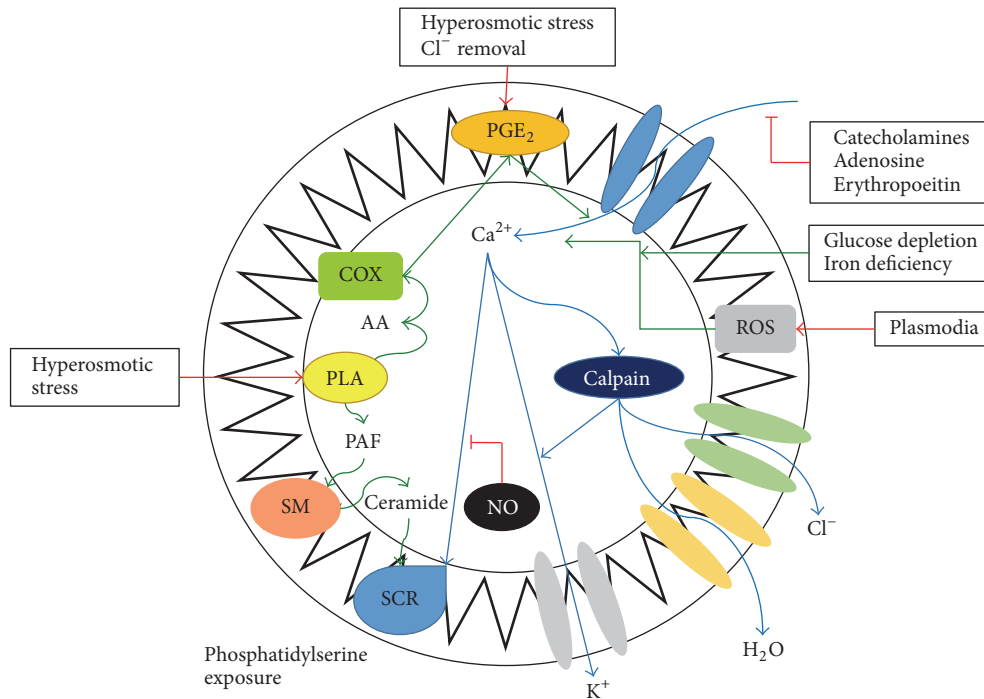 Hyperosmotic stress
Cl⁻ removal
PGE₂
Catecholamines
Adenosine
Erythropoeitin
Ca²⁺
Glucose depletion
Iron deficiency
COX
AA
ROS
Plasmodia
Hyperosmotic
stress
PLA
Calpain
PAF
SM
Ceramide
NO
Cl⁻
SCR
H₂O
Phosphatidylserine
exposure
K⁺